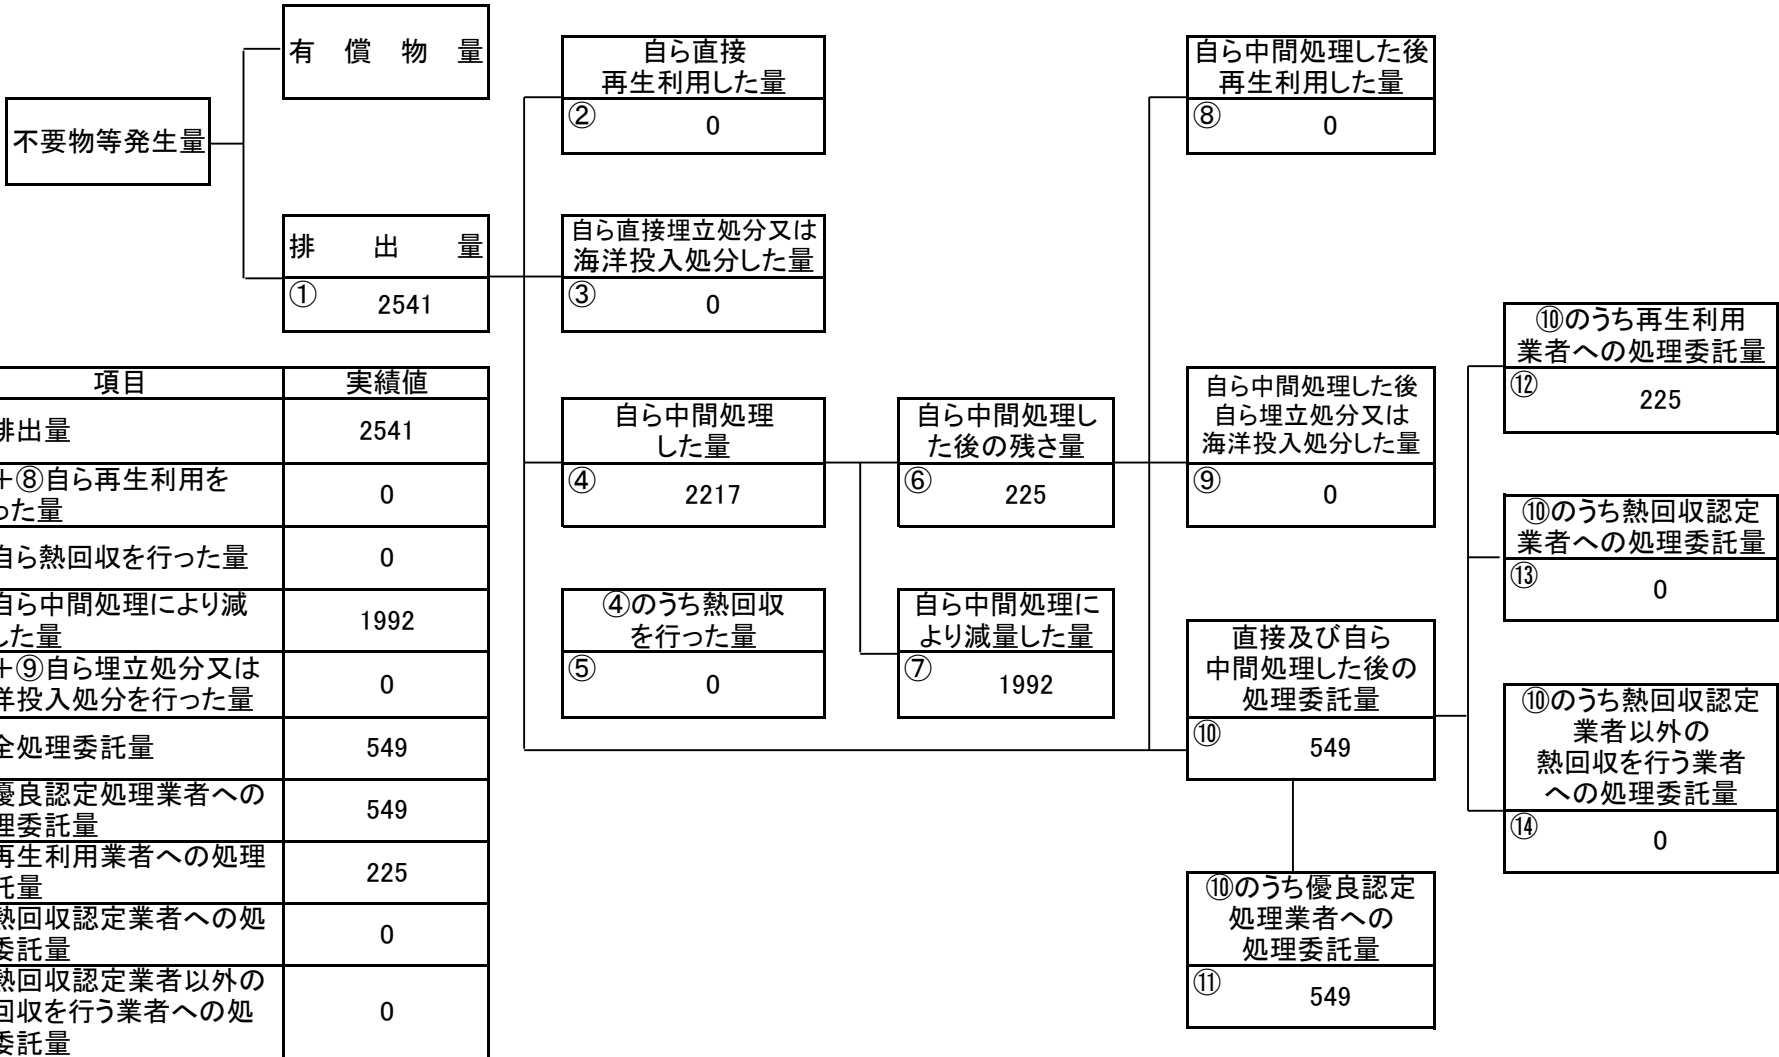 有償物量
不要物等発生量
排出量
① 2541
自ら直接
再生利用した量
② 0
自ら直接埋立処分又は
海洋投入処分した量
③ 0
自ら中間処理
した量
④ 2217
④のうち熱回収
を行った量
⑤ 0
自ら中間処理し
た後の残さ量
⑥ 225
自ら中間処理に
より減量した量
⑦ 1992
自ら中間処理した後
再生利用した量
⑧ 0
自ら中間処理した後
自ら埋立処分又は
海洋投入処分した量
⑨ 0
直接及び自ら
中間処理した後の
処理委託量
⑩ 549
⑩のうち優良認定
処理業者への
処理委託量
⑪ 549
⑩のうち再生利用
業者への処理委託量
⑫ 225
⑩のうち熱回収認定
業者への処理委託量
⑬ 0
⑩のうち熱回収認定
業者以外の
熱回収を行う業者
への処理委託量
⑭ 0
項目 実績値
排出量 2541
+⑧自ら再生利用を
った量 0
自ら熱回収を行った量 0
自ら中間処理により減
した量 1992
+⑨自ら埋立処分又は
洋投入処分を行った量 0
全処理委託量 549
優良認定処理業者への
理委託量 549
再生利用業者への処理
託量 225
熱回収認定業者への処
委託量 0
熱回収認定業者以外の
回収を行う業者への処
委託量 0